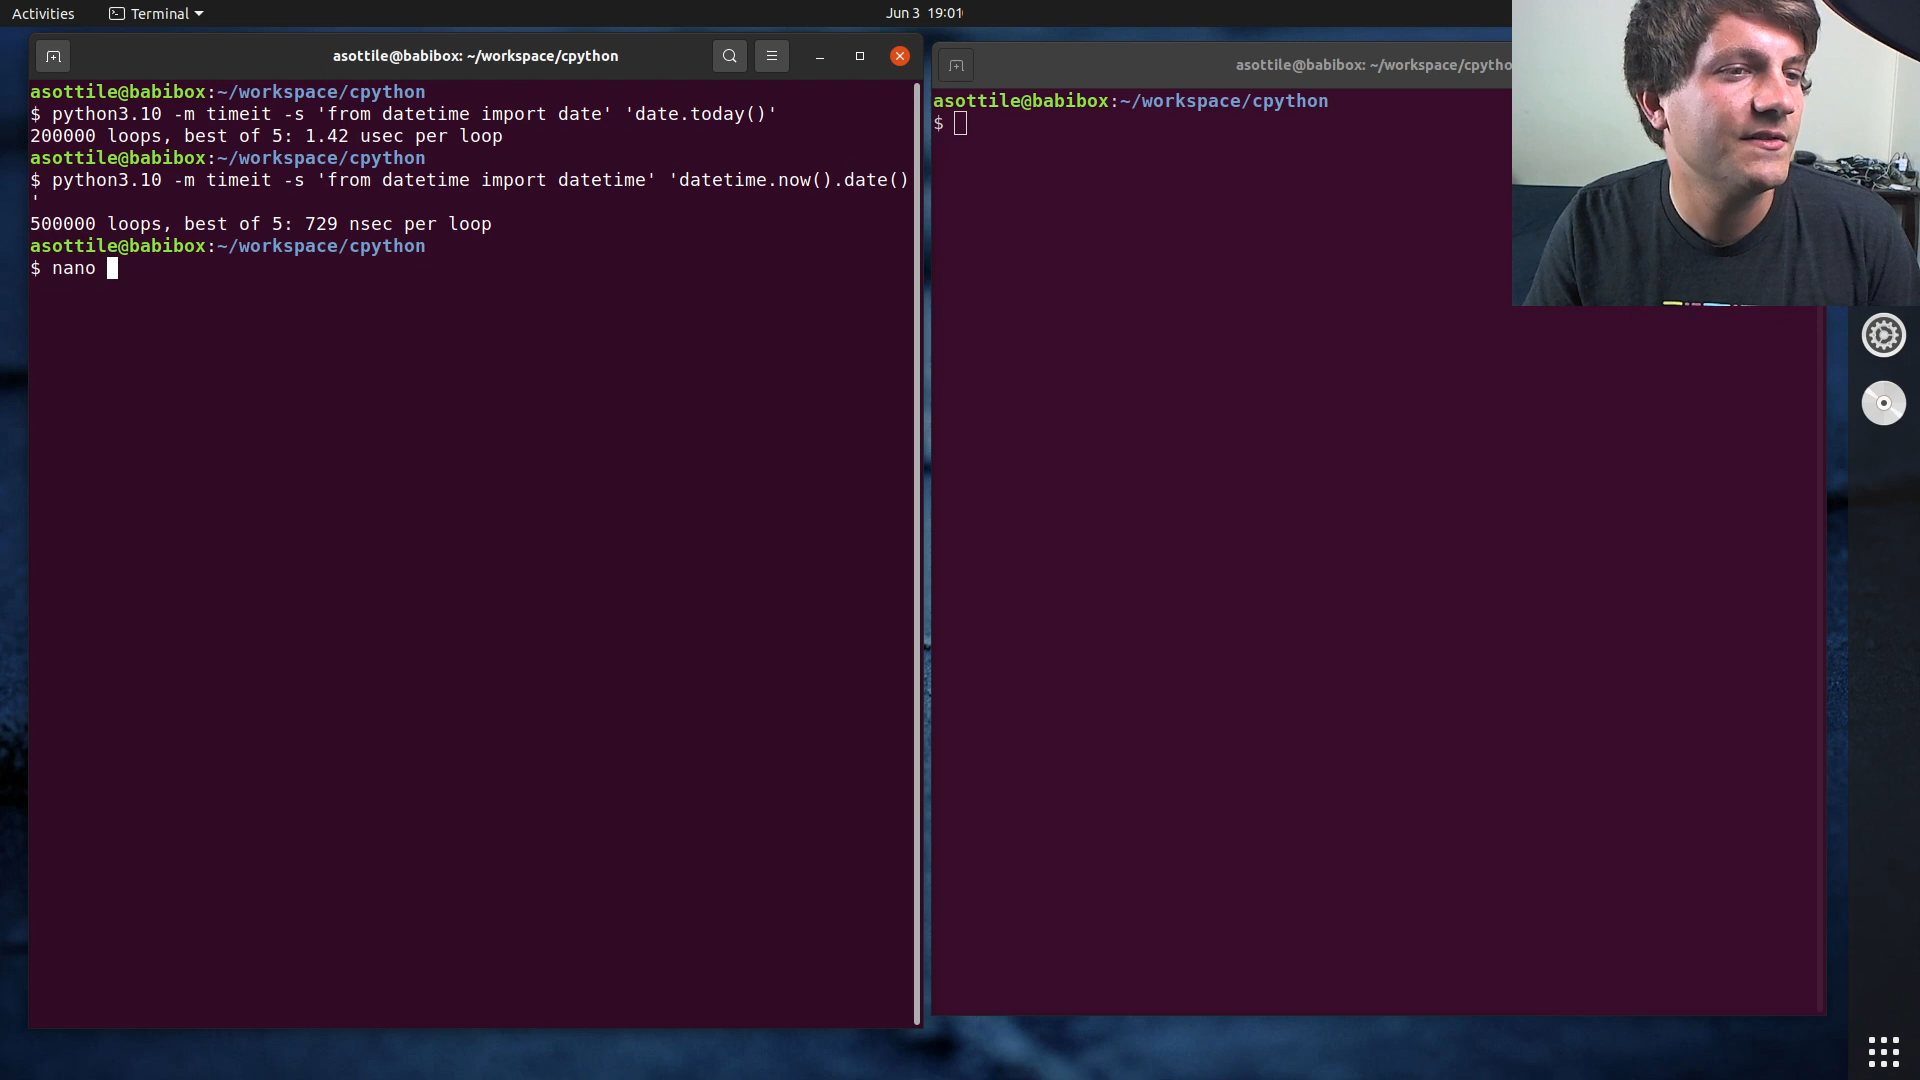 Activities
Terminal
Jun 3 19:01
asottile@babibox: ~/workspace/cpython
asottile@babibox:~/workspace/cpython
$ python3.10 -m timeit -s 'from datetime import date' 'date.today()'
200000 loops, best of 5: 1.42 usec per loop
asottile@babibox:~/workspace/cpython
$ python3.10 -m timeit -s 'from datetime import datetime' 'datetime.now().date()
'
500000 loops, best of 5: 729 nsec per loop
asottile@babibox:~/workspace/cpython
$ nano
asottile@babibox: ~/workspace/cpytho
asottile@babibox:~/workspace/cpython
$